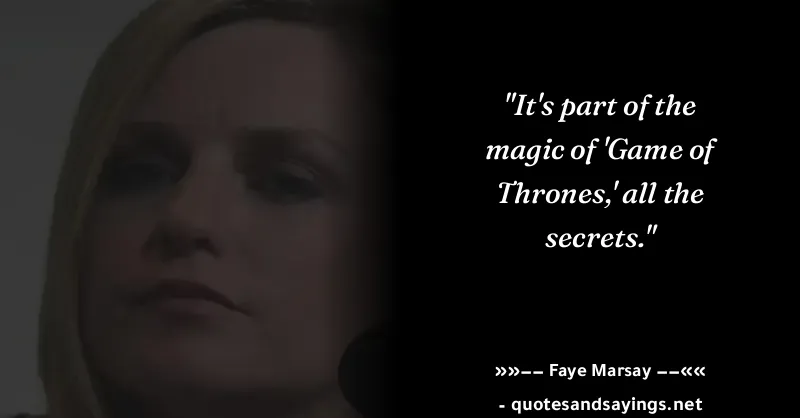 "It's part of the
magic of 'Game of
Thrones,' all the
secrets."
»»−− Faye Marsay −−««
- quotesandsayings.net